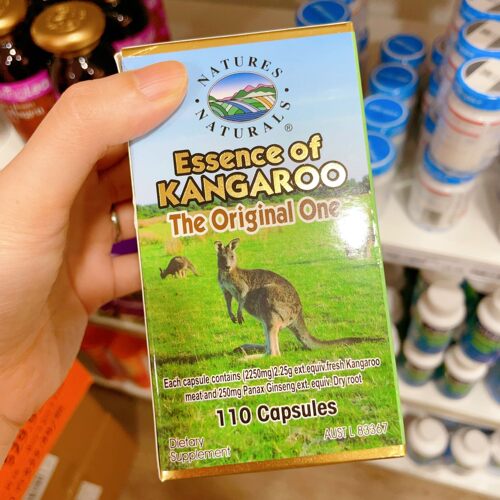 NATURES
NATURALS®
Essence of
KANGAROO
The Original One
Each capsule contains (2250mg) 2.25g ext.equiv.fresh Kangaroo
meat and 250mg Panax Ginseng ext. equiv. Dry root
110 Capsules
Dietary
Supplement
AUST L 83367